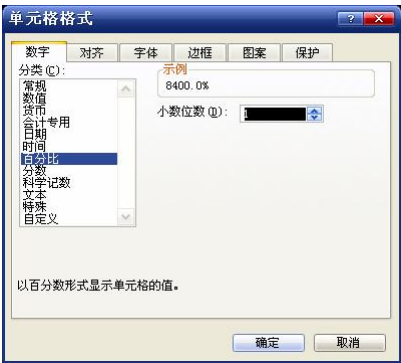 单元格格式
数字 对齐 字体 边框 图案 保护
分类(C):
常规
数值
货币
会计专用
日期
时间
百分比
分数
科学记数
文本
特殊
自定义
示例
8400.0%
小数位数(D): 1
以百分数形式显示单元格的值。
确定 取消